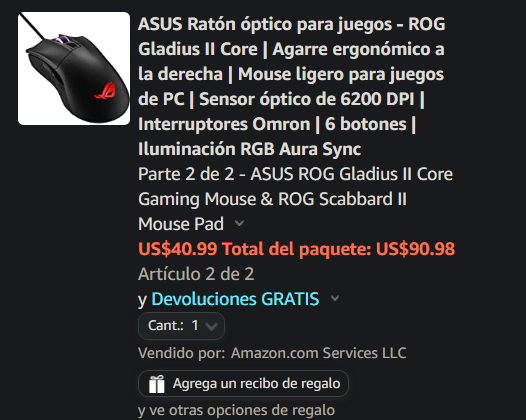 ASUS Ratón óptico para juegos - ROG
Gladius II Core | Agarre ergonómico a
la derecha | Mouse ligero para juegos
de PC | Sensor óptico de 6200 DPI |
Interruptores Omron | 6 botones |
Iluminación RGB Aura Sync
Parte 2 de 2 - ASUS ROG Gladius II Core
Gaming Mouse & ROG Scabbard II
Mouse Pad
US$40.99 Total del paquete: US$90.98
Artículo 2 de 2
y Devoluciones GRATIS
Cant.: 1
Vendido por: Amazon.com Services LLC
Agrega un recibo de regalo
y ve otras opciones de regalo